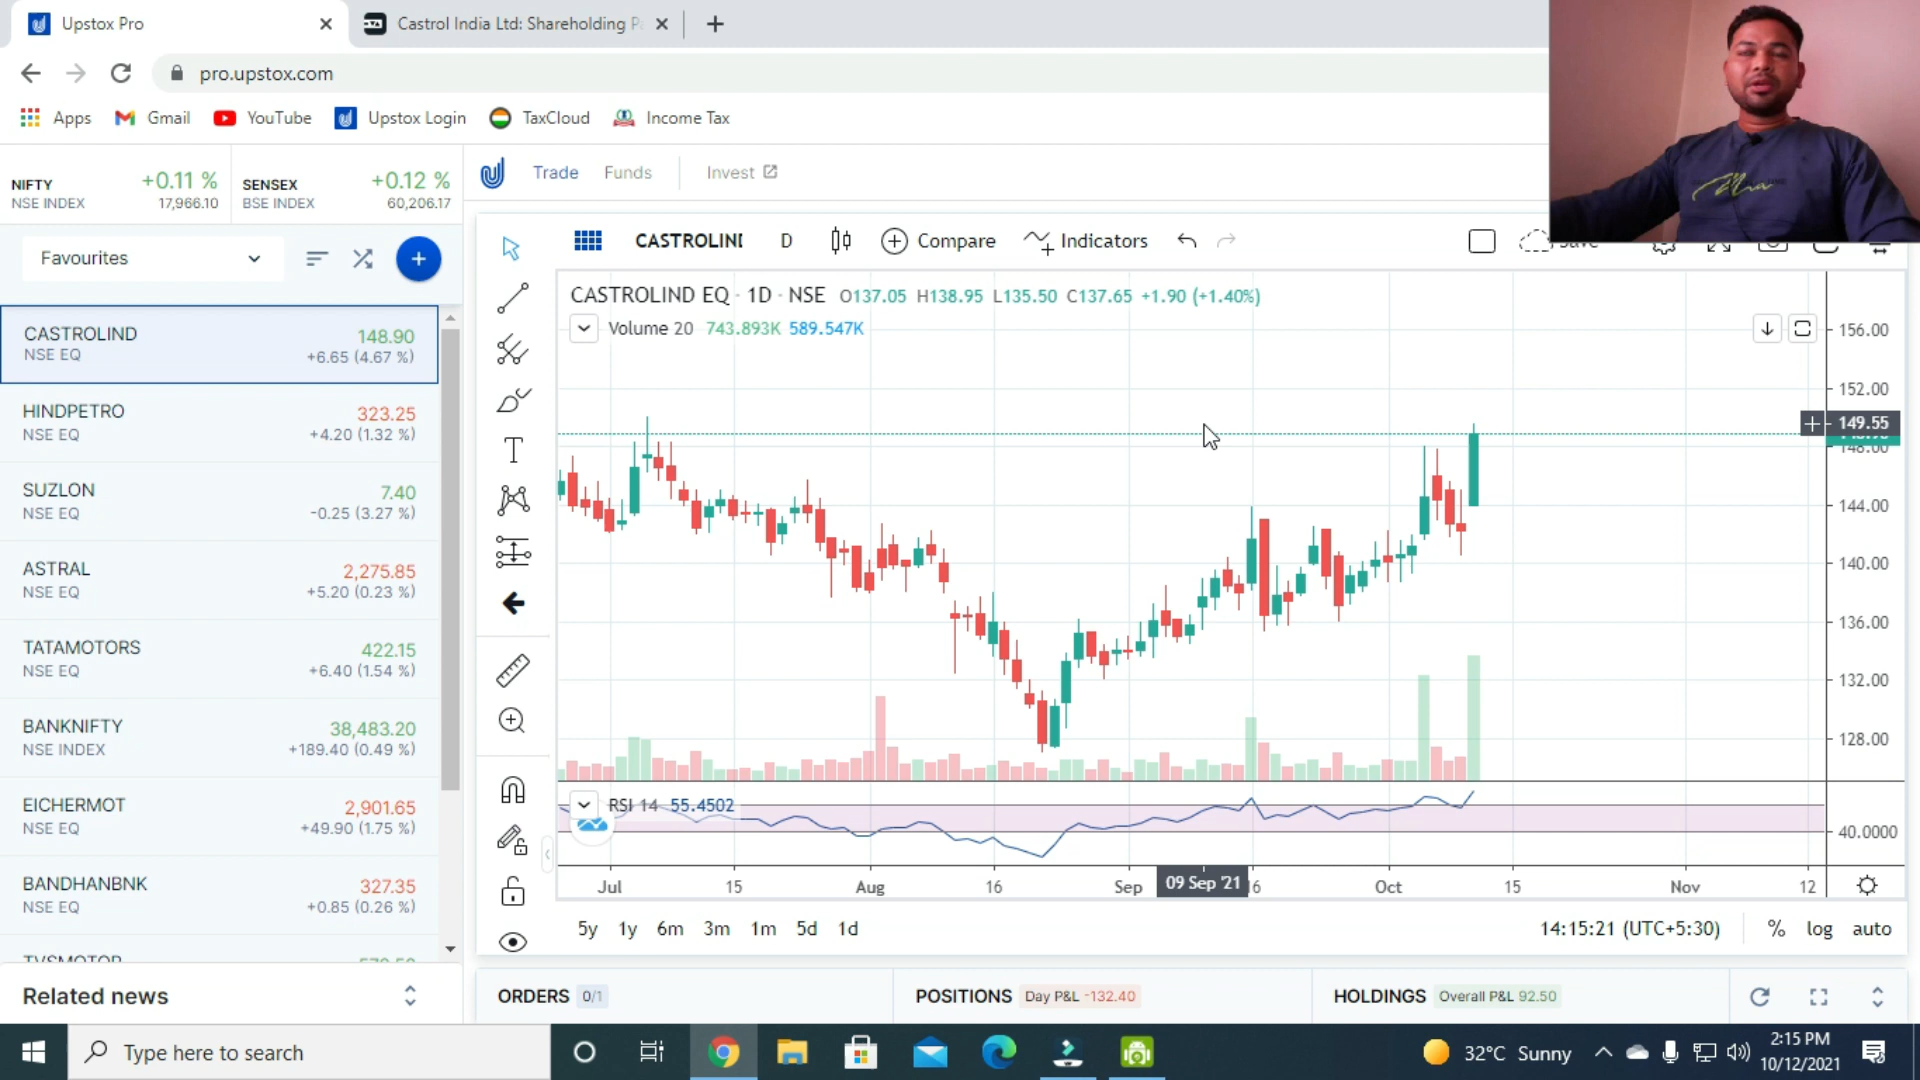 Upstox Pro
Castrol India Ltd: Shareholding P
pro.upstox.com
Apps
Gmail
YouTube
Upstox Login
TaxCloud
Income Tax
NIFTY +0.11 %
NSE INDEX 17,966.10
SENSEX +0.12 %
BSE INDEX 60,206.17
Trade
Funds
Invest
Favourites
CASTROLIND 148.90
NSE EQ +6.65 (4.67 %)
HINDPETRO 323.25
NSE EQ +4.20 (1.32 %)
SUZLON 7.40
NSE EQ -0.25 (3.27 %)
ASTRAL 2,275.85
NSE EQ +5.20 (0.23 %)
TATAMOTORS 422.15
NSE EQ +6.40 (1.54 %)
BANKNIFTY 38,483.20
NSE INDEX +189.40 (0.49 %)
EICHERMOT 2,901.65
NSE EQ +49.90 (1.75 %)
BANDHANBNK 327.35
NSE EQ +0.85 (0.26 %)
TVSMOTOR
Related news
CASTROLIN
D
Compare
Indicators
CASTROLIND EQ · 1D · NSE O137.05 H138.95 L135.50 C137.65 +1.90 (+1.40%)
Volume 20 743.893K 589.547K
156.00
152.00
149.55
148.00
144.00
140.00
136.00
132.00
128.00
RSI 14 55.4502
40.0000
Jul 15 Aug 16 Sep 09 Sep '21 6 Oct 15 Nov 12
5y 1y 6m 3m 1m 5d 1d
14:15:21 (UTC+5:30)
% log auto
ORDERS 0/1
POSITIONS Day P&L -132.40
HOLDINGS Overall P&L 92.50
Type here to search
32°C Sunny
2:15 PM
10/12/2021